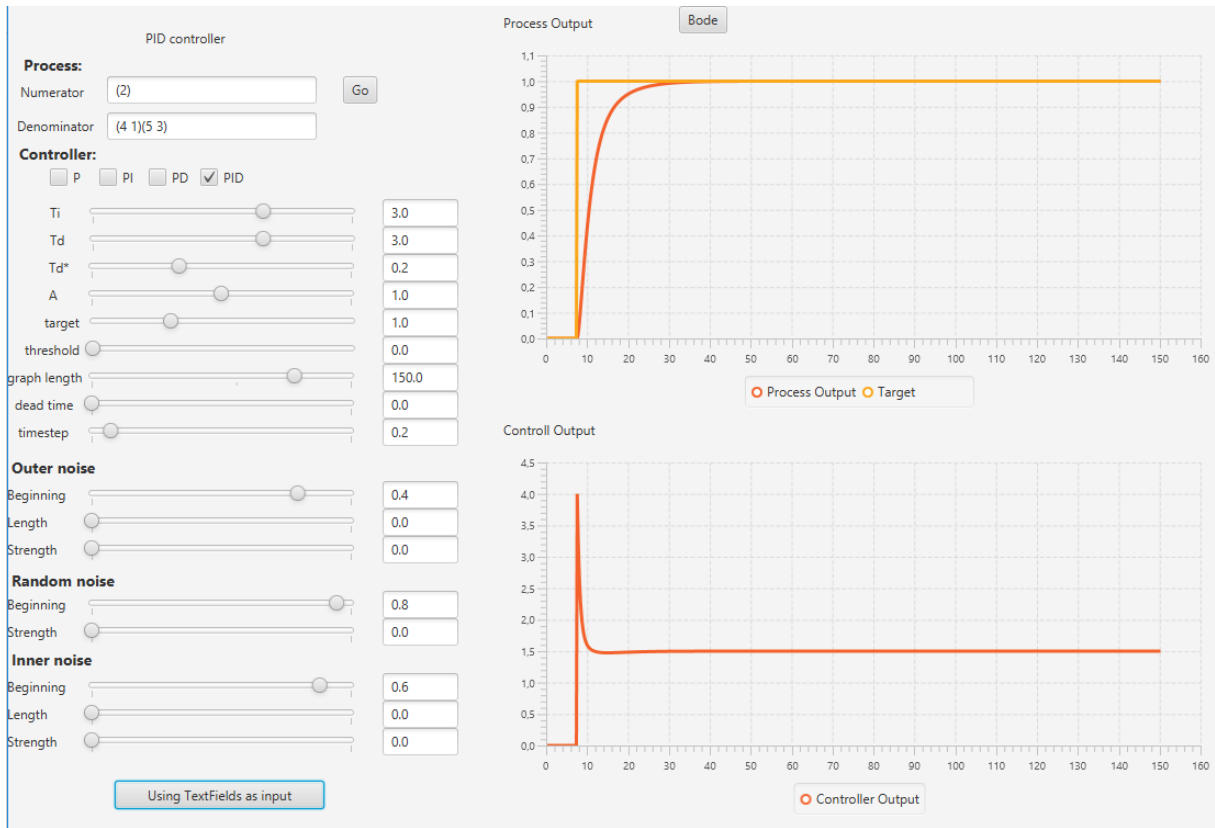 PID controller
Process:
Numerator (2) Go
Denominator (4 1)(5 3)
Controller:
P PI PD PID
Ti 3.0
Td 3.0
Td* 0.2
A 1.0
target 1.0
threshold 0.0
graph length 150.0
dead time 0.0
timestep 0.2
Outer noise
Beginning 0.4
Length 0.0
Strength 0.0
Random noise
Beginning 0.8
Strength 0.0
Inner noise
Beginning 0.6
Length 0.0
Strength 0.0
Using TextFields as input
Process Output Bode
1,1
1,0
0,9
0,8
0,7
0,6
0,5
0,4
0,3
0,2
0,1
0,0
0 10 20 30 40 50 60 70 80 90 100 110 120 130 140 150 160
Process Output Target
Controll Output
4,5
4,0
3,5
3,0
2,5
2,0
1,5
1,0
0,5
0,0
0 10 20 30 40 50 60 70 80 90 100 110 120 130 140 150 160
Controller Output